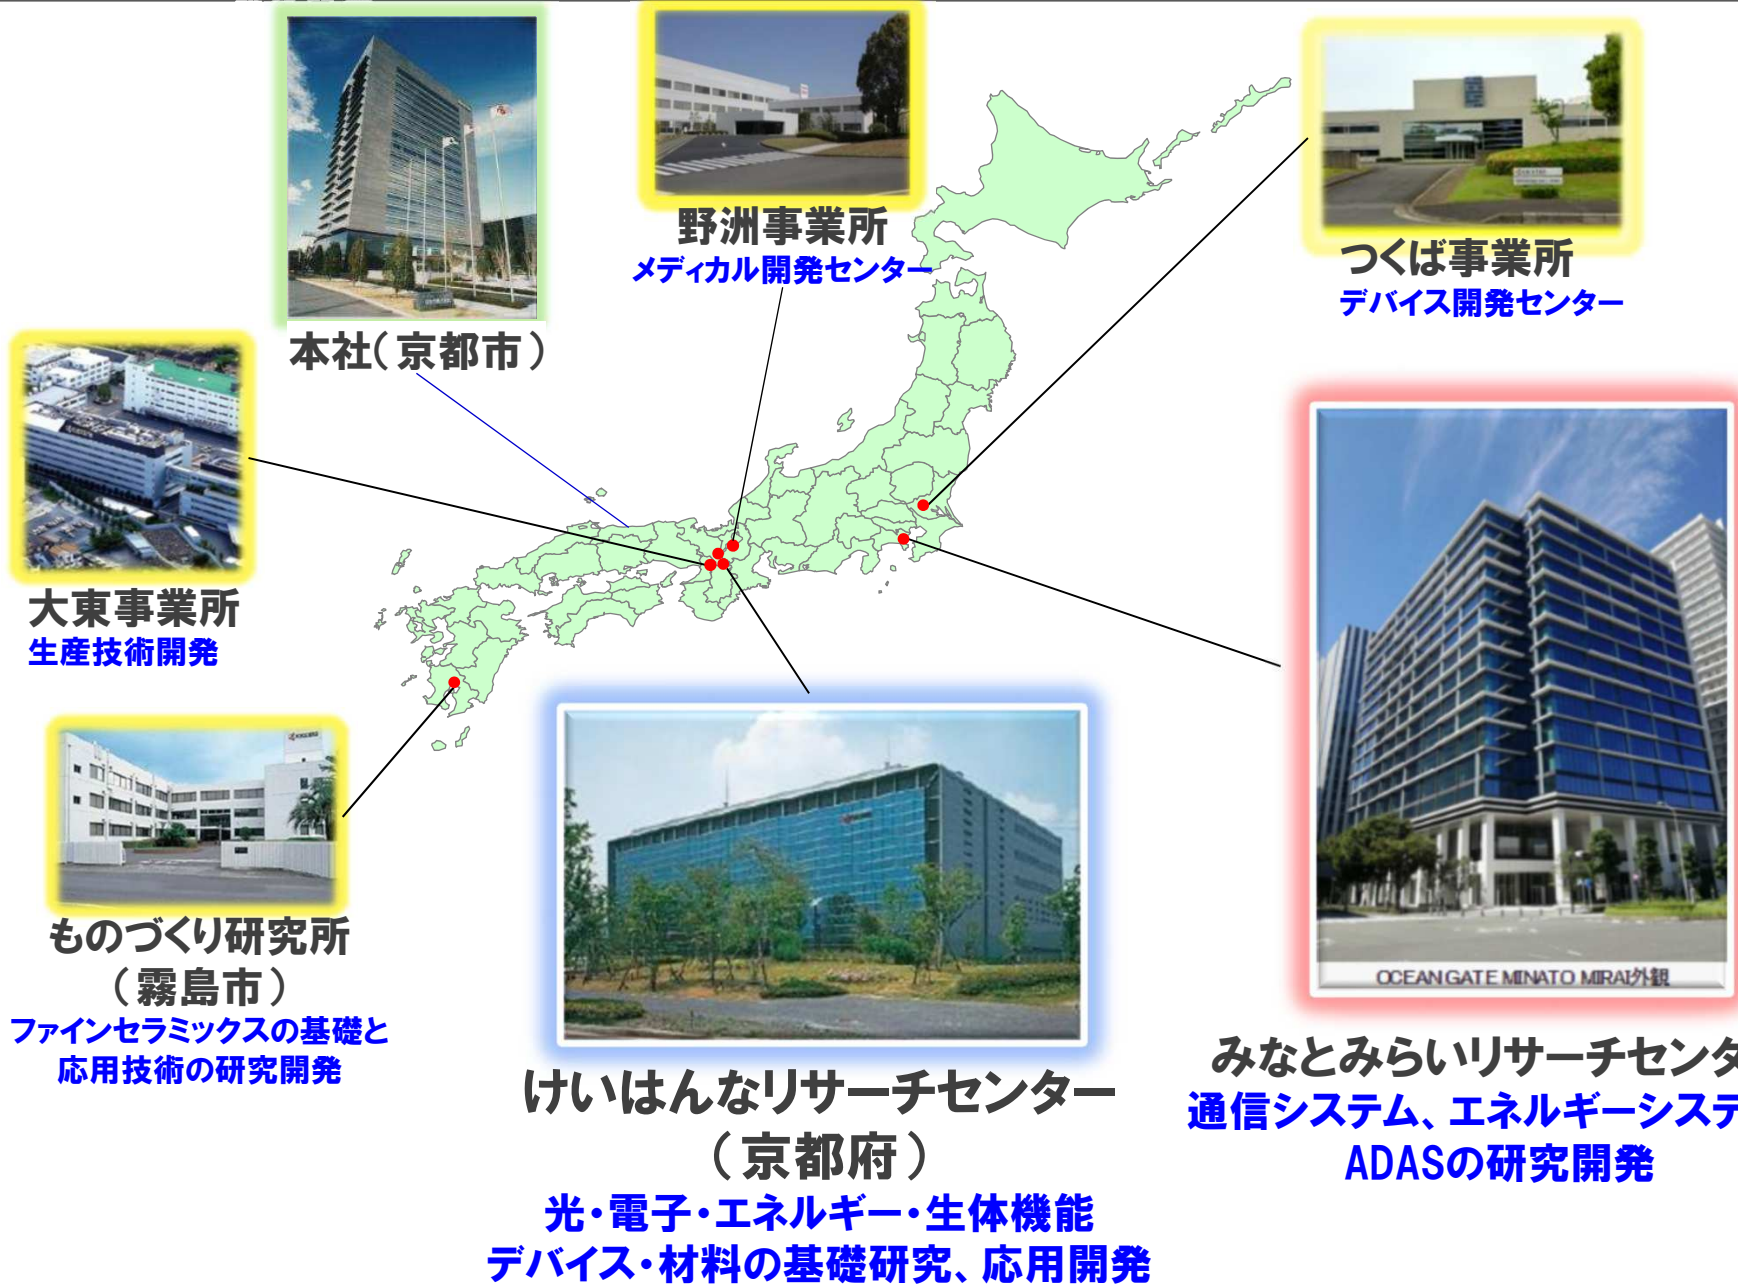 本社(京都市)
野洲事業所
メディカル開発センター
つくば事業所
デバイス開発センター
大東事業所
生産技術開発
ものづくり研究所
(霧島市)
ファインセラミックスの基礎と
応用技術の研究開発
けいはんなリサーチセンター
(京都府)
光・電子・エネルギー・生体機能
デバイス・材料の基礎研究、応用開発
OCEANGATE MINATO MIRAI外観
みなとみらいリサーチセンタ
通信システム、エネルギーシステ
ADASの研究開発